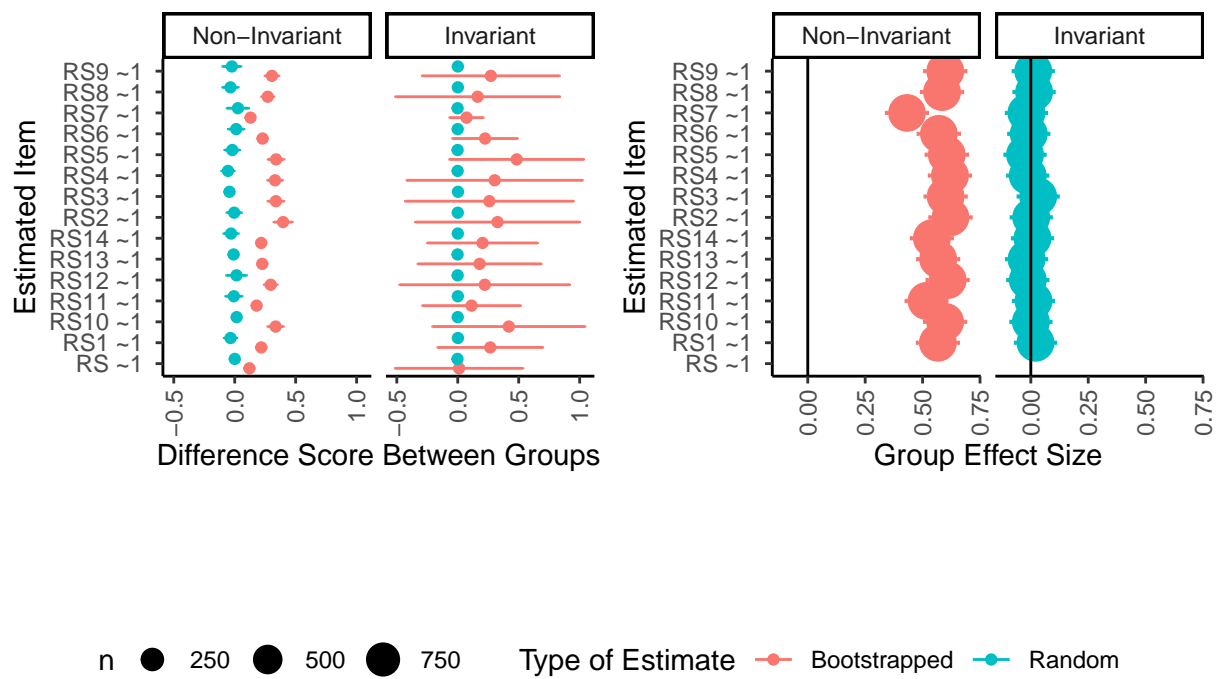 Non−Invariant
Invariant
Estimated Item
RS9 ~1
RS8 ~1
RS7 ~1
RS6 ~1
RS5 ~1
RS4 ~1
RS3 ~1
RS2 ~1
RS14 ~1
RS13 ~1
RS12 ~1
RS11 ~1
RS10 ~1
RS1 ~1
RS ~1
−0.5
0.0
0.5
1.0
−0.5
0.0
0.5
1.0
Difference Score Between Groups
Non−Invariant
Invariant
Estimated Item
RS9 ~1
RS8 ~1
RS7 ~1
RS6 ~1
RS5 ~1
RS4 ~1
RS3 ~1
RS2 ~1
RS14 ~1
RS13 ~1
RS12 ~1
RS11 ~1
RS10 ~1
RS1 ~1
RS ~1
0.00
0.25
0.50
0.75
0.00
0.25
0.50
0.75
Group Effect Size
n 250 500 750 Type of Estimate Bootstrapped Random